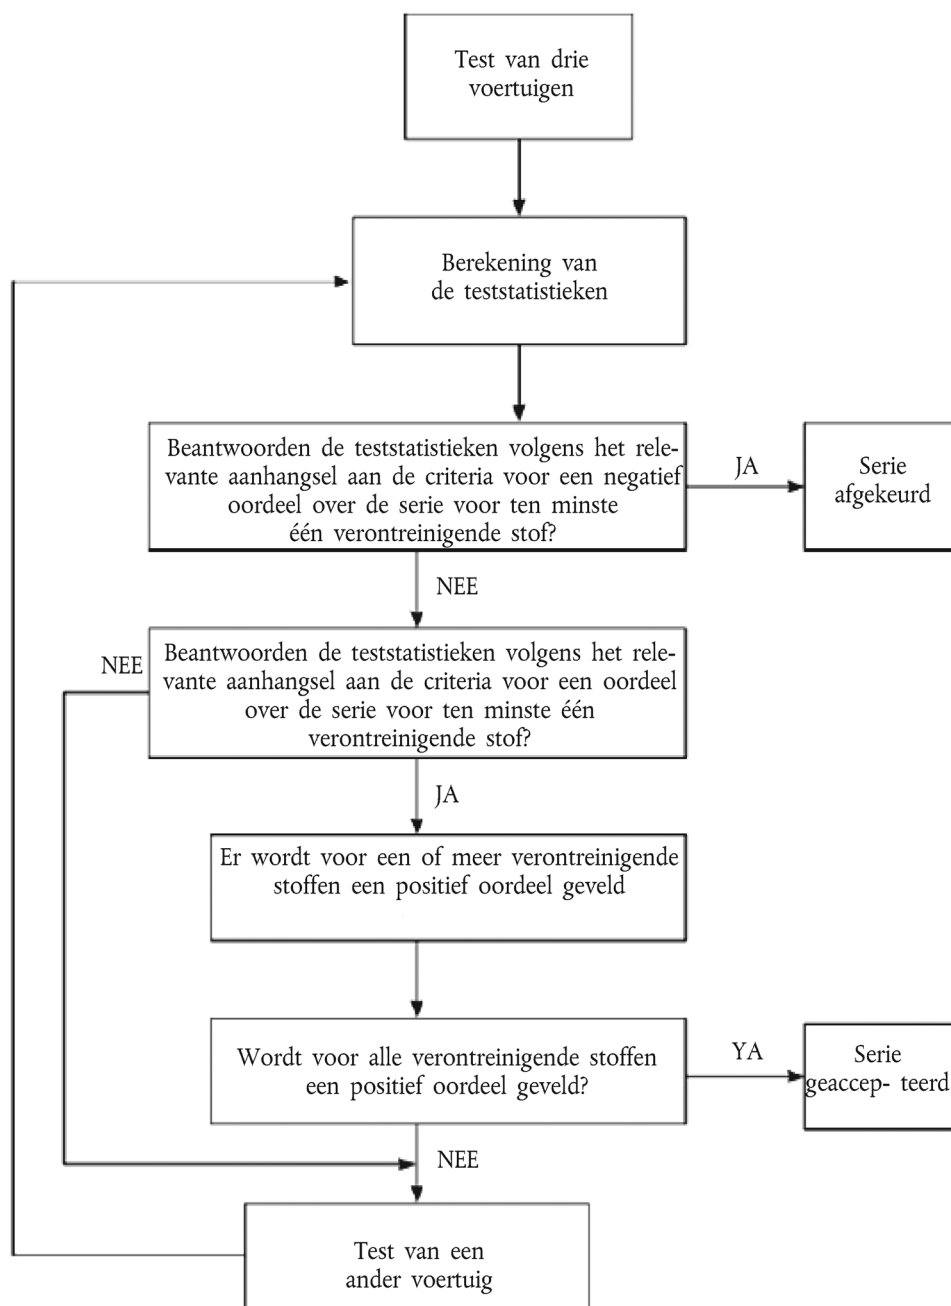 Test van drie
voertuigen
Berekening van
de teststatistieken
Beantwoorden de teststatistieken volgens het rele-
vante aanhangsel aan de criteria voor een negatief
oordeel over de serie voor ten minste
één verontreinigende stof?
JA
Serie
afgekeurd
NEE
NEE
Beantwoorden de teststatistieken volgens het rele-
vante aanhangsel aan de criteria voor een oordeel
over de serie voor ten minste één
verontreinigende stof?
JA
Er wordt voor een of meer verontreinigende
stoffen een positief oordeel geveld
Wordt voor alle verontreinigende stoffen
een positief oordeel geveld?
YA
Serie
geaccep- teerd
NEE
Test van een
ander voertuig